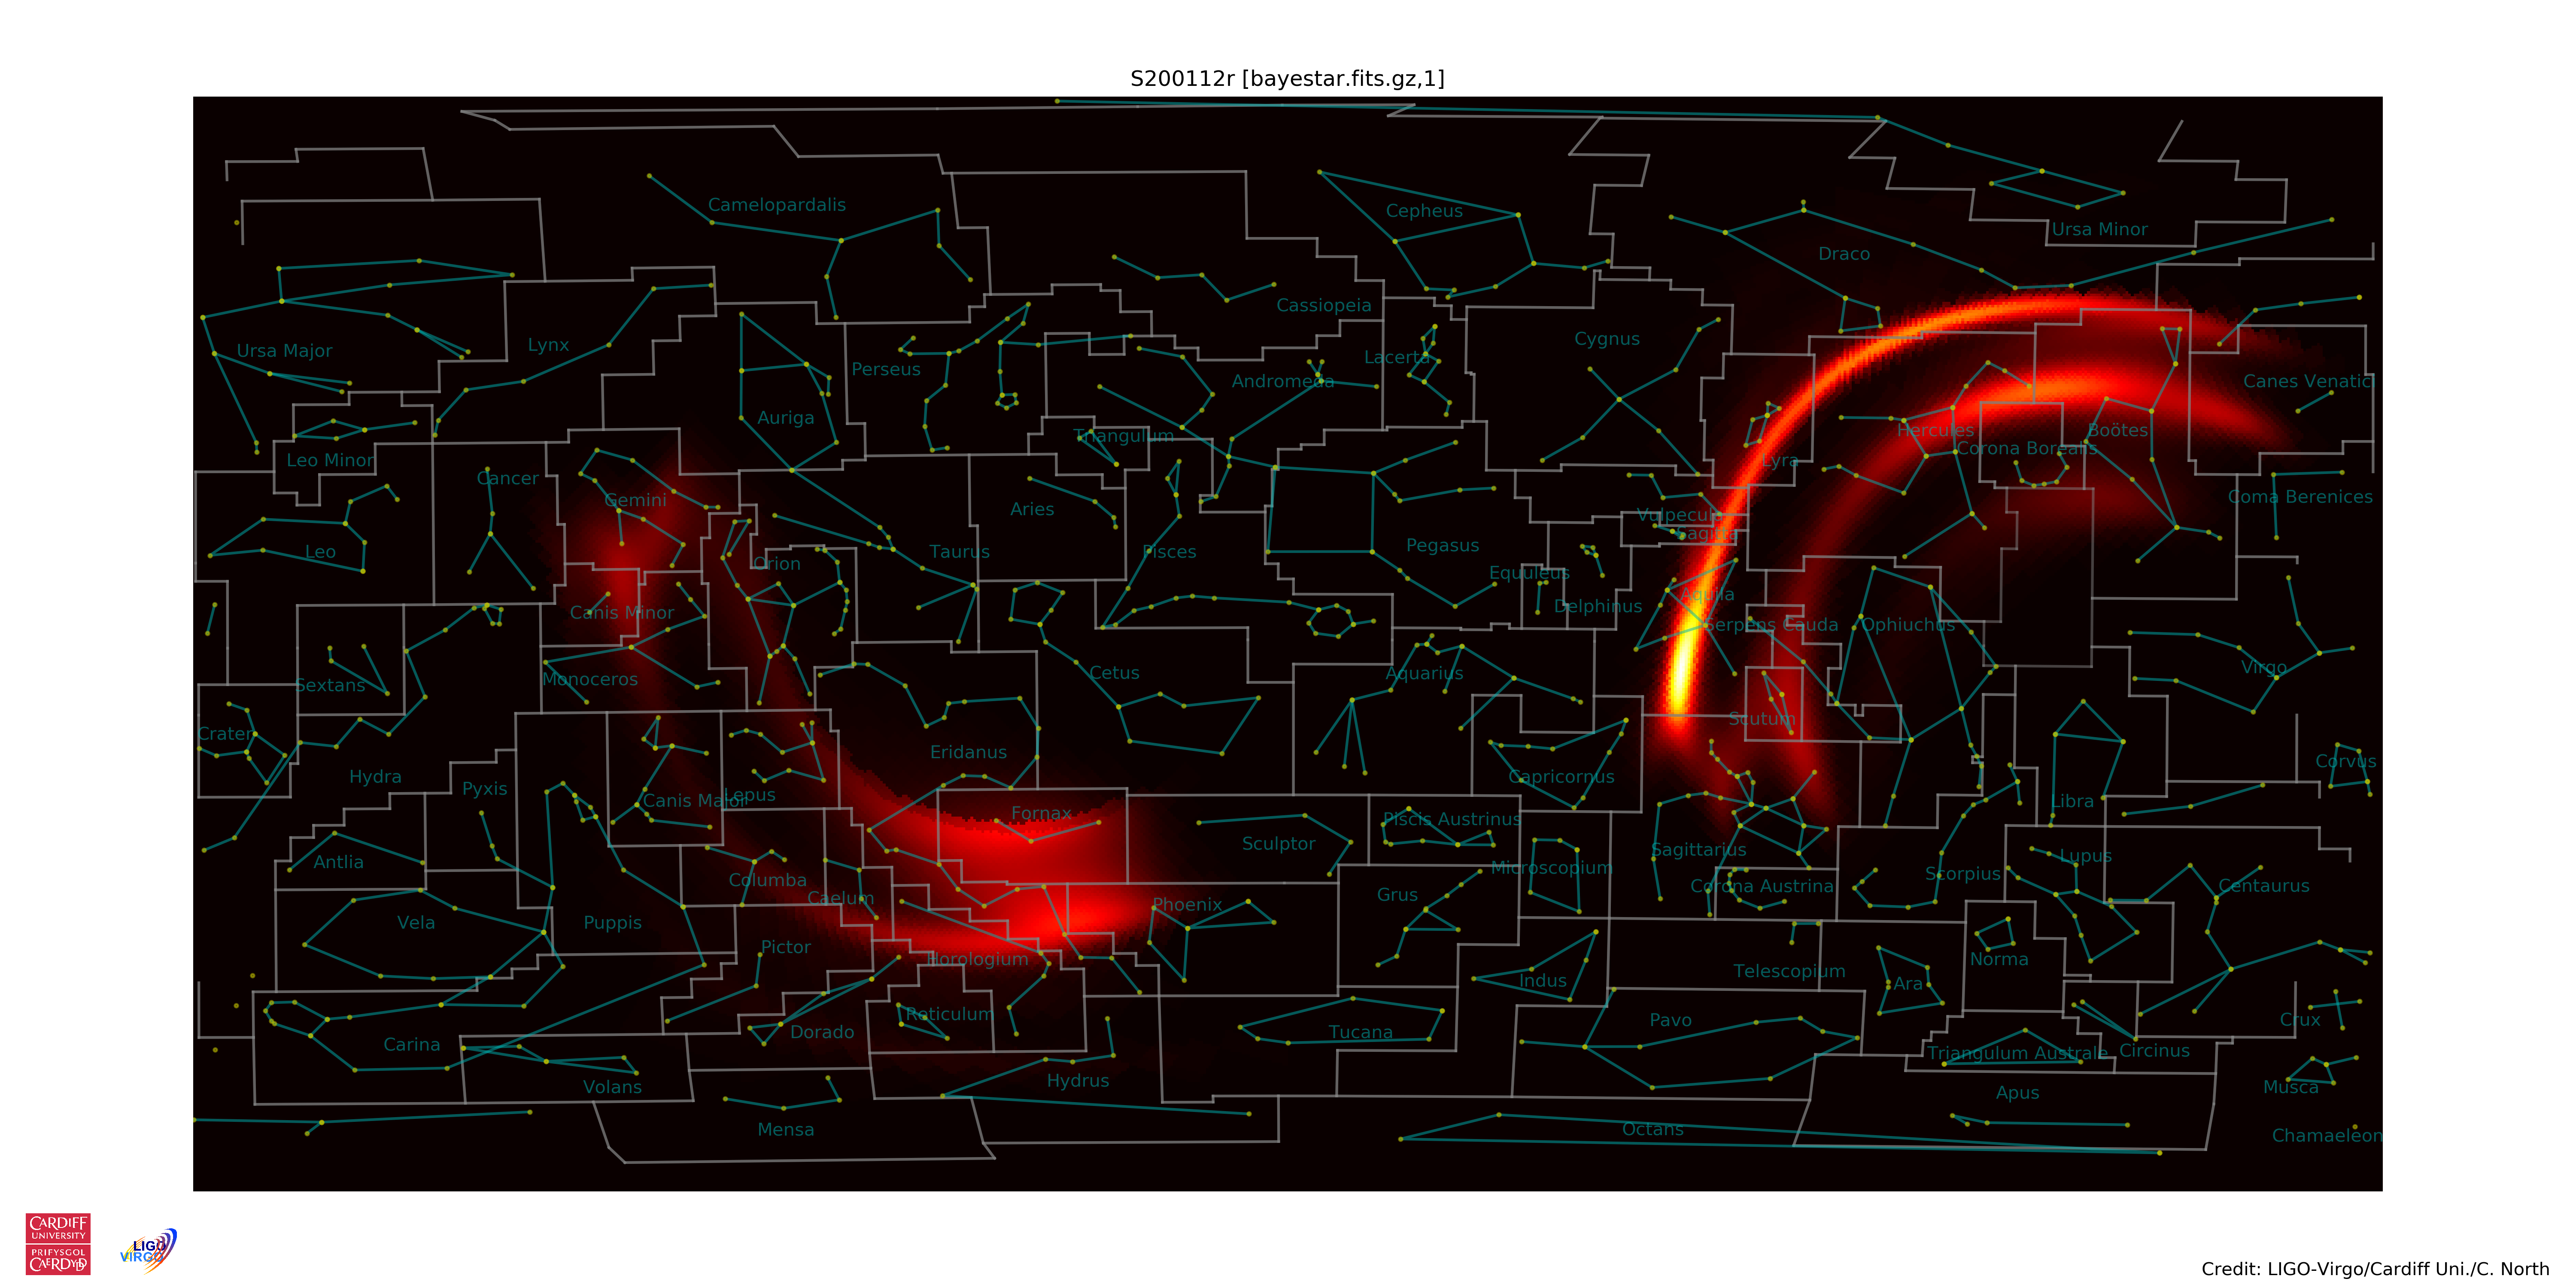 S200112r [bayestar.fits.gz,1]
Camelopardalis
Cepheus
Ursa Minor
Draco
Cassiopeia
Ursa Major
Lynx
Perseus
Andromeda
Lacerta
Cygnus
Canes Venatici
Auriga
Triangulum
Hercules
Boötes
Corona Borealis
Leo Minor
Cancer
Lyra
Gemini
Aries
Coma Berenices
Vulpecula
Sagitta
Leo
Orion
Taurus
Pisces
Pegasus
Equuleus
Canis Minor
Delphinus
Aquila
Serpens Cauda
Ophiuchus
Sextans
Monoceros
Cetus
Aquarius
Virgo
Crater
Scutum
Hydra
Pyxis
Eridanus
Capricornus
Corvus
Canis Major
Lepus
Fornax
Piscis Austrinus
Libra
Antlia
Sculptor
Sagittarius
Lupus
Columba
Caelum
Grus
Microscopium
Corona Austrina
Scorpius
Centaurus
Vela
Puppis
Phoenix
Pictor
Horologium
Indus
Telescopium
Ara
Norma
Reticulum
Carina
Dorado
Tucana
Pavo
Crux
Triangulum Australe
Circinus
Volans
Hydrus
Apus
Musca
Mensa
Octans
Chamaeleon
CARDIFF
UNIVERSITY
PRIFYSGOL
CAERDYDD
LIGO
VIRGO
Credit: LIGO-Virgo/Cardiff Uni./C. North